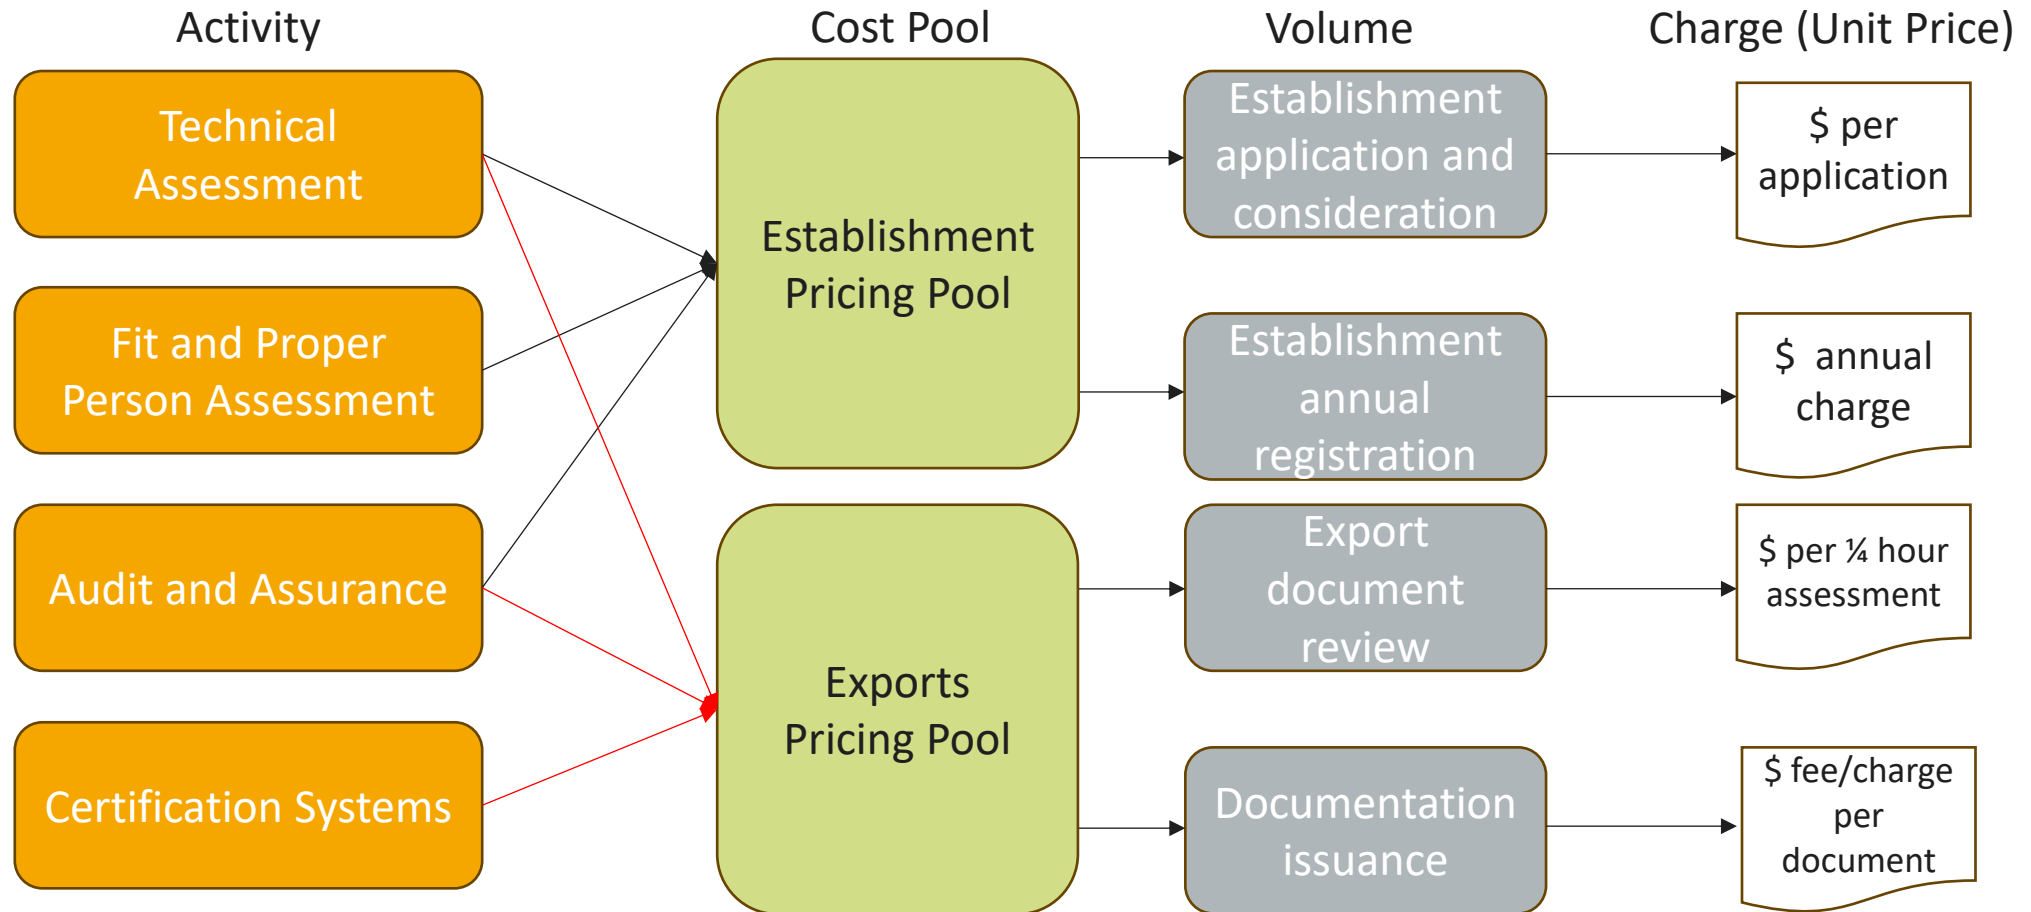 Activity
Cost Pool
Volume
Charge (Unit Price)
Technical
Assessment
Fit and Proper
Person Assessment
Audit and Assurance
Certification Systems
Establishment
Pricing Pool
Exports
Pricing Pool
Establishment
application and
consideration
Establishment
annual
registration
Export
document
review
Documentation
issuance
$ per
application
$ annual
charge
$ per ¼ hour
assessment
$ fee/charge
per
document